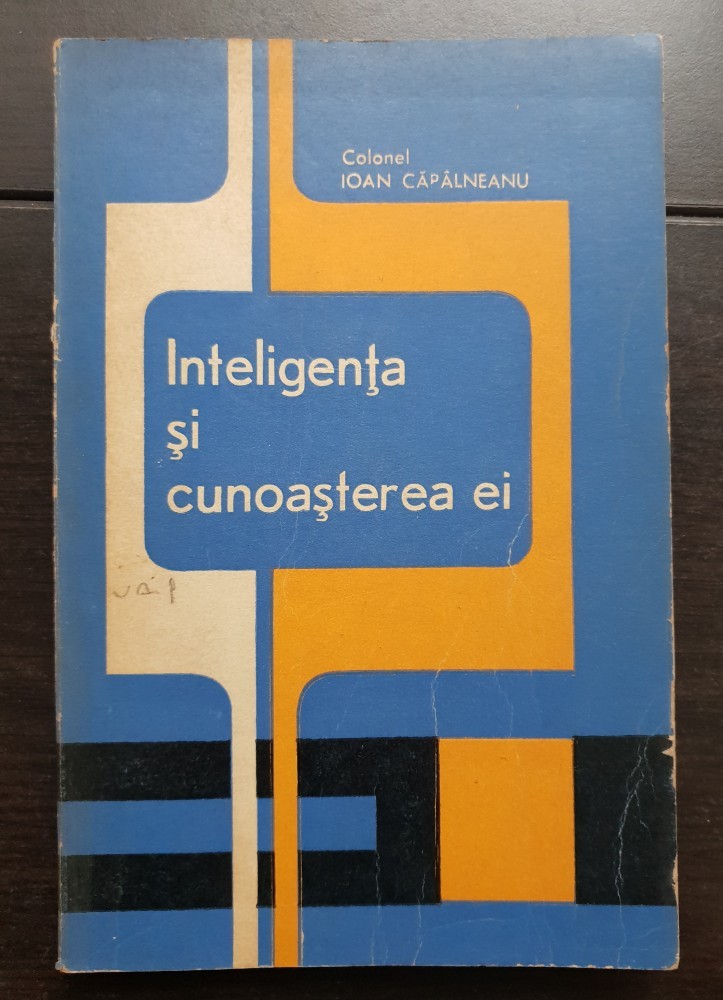 Colonel
IOAN CĂPÂLNEANU
Inteligenţa
şi
cunoaşterea ei